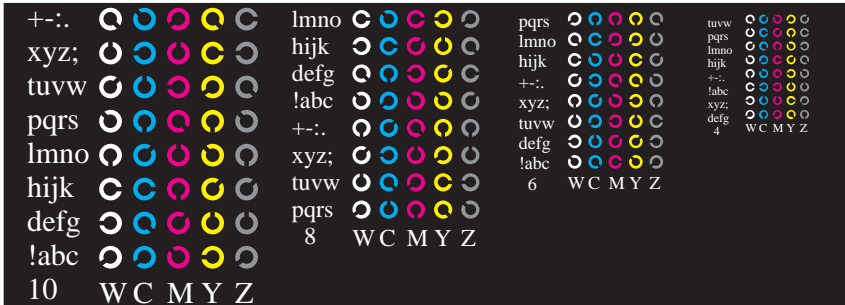 +-:.
xyz;
tuvw
pqrs
lmno
hijk
defg
!abc
10 W C M Y Z
lmno
hijk
defg
!abc
+-:.
xyz;
tuvw
pqrs
8 W C M Y Z
pqrs
lmno
hijk
+-:.
xyz;
tuvw
defg
!abc
6 W C M Y Z
tuvw
pqrs
lmno
hijk
+-:.
!abc
xyz;
defg
4 W C M Y Z